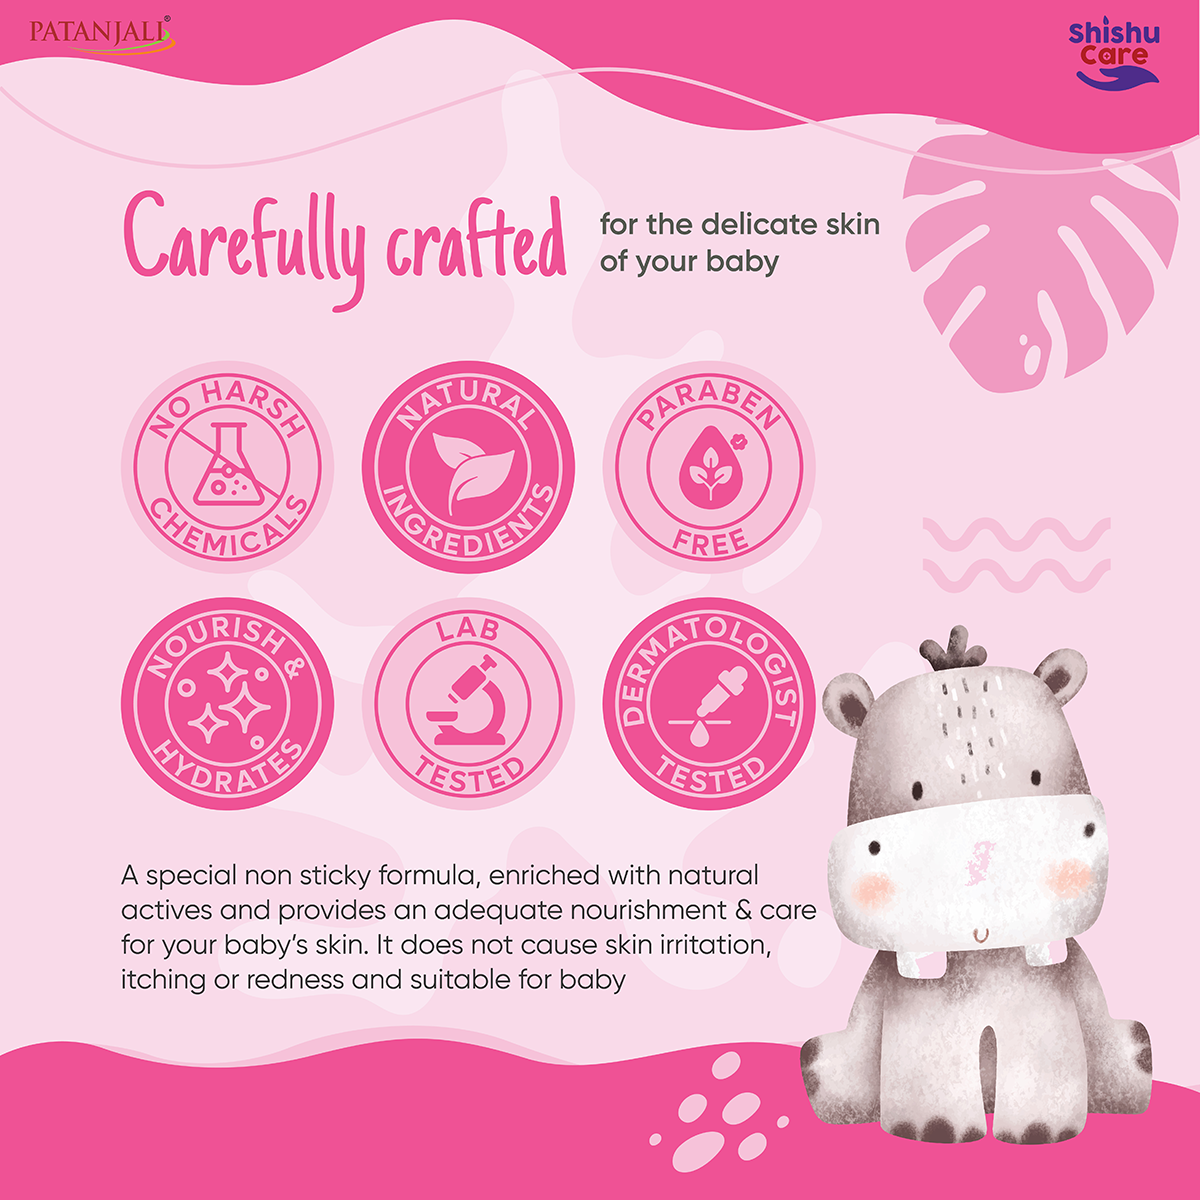 PATANJALI®
Shishu
Care
Carefully crafted
for the delicate skin
of your baby
NO HARSH
CHEMICALS
NATURAL
INGREDIENTS
PARABEN
FREE
NOURISH &
HYDRATES
LAB
TESTED
DERMATOLOGIST
TESTED
A special non sticky formula, enriched with natural
actives and provides an adequate nourishment & care
for your baby's skin. It does not cause skin irritation,
itching or redness and suitable for baby